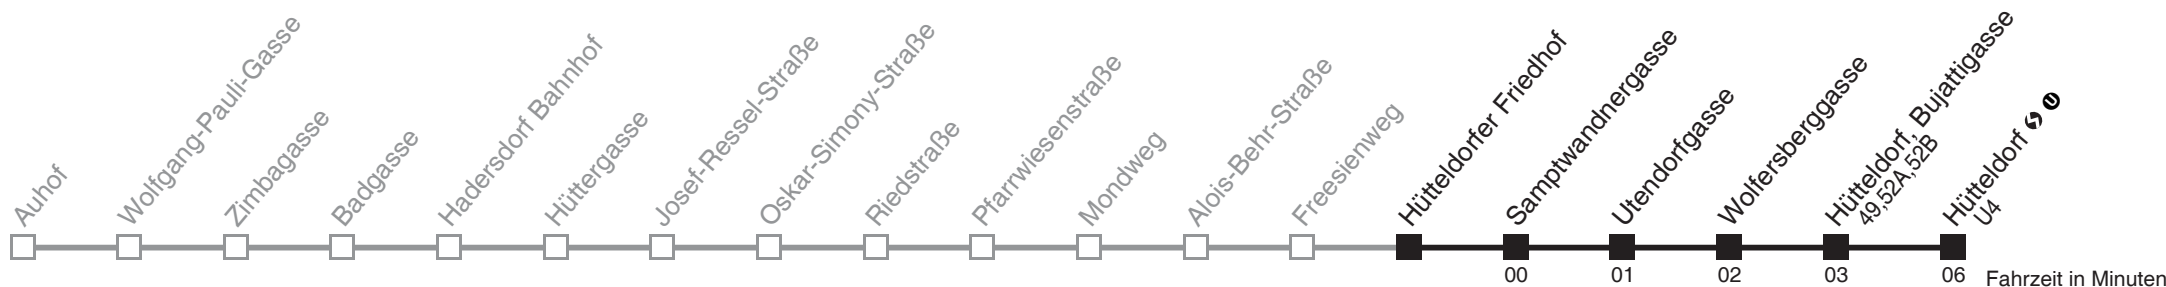 Auhof
Wolfgang-Pauli-Gasse
Zimbagasse
Badgasse
Hadersdorf Bahnhof
Hüttergasse
Josef-Ressel-Straße
Oskar-Simony-Straße
Riedstraße
Pfarrwiesenstraße
Mondweg
Alois-Behr-Straße
Freesienweg
Hütteldorfer Friedhof
Samptwandnergasse
Utendorfgasse
Wolfersberggasse
Hütteldorf, Bujattigasse
49,52A,52B
Hütteldorf S U
U4
00 01 02 03 06 Fahrzeit in Minuten